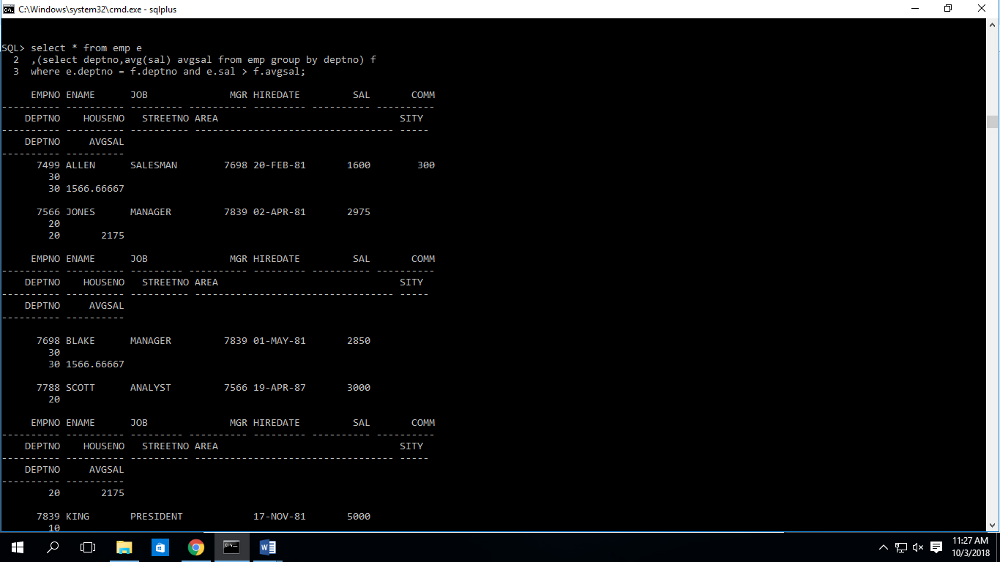 C:\Windows\system32\cmd.exe - sqlplus
SQL> select * from emp e
  2  ,(select deptno,avg(sal) avgsal from emp group by deptno) f
  3  where e.deptno = f.deptno and e.sal > f.avgsal;
     EMPNO ENAME      JOB              MGR HIREDATE         SAL       COMM
---------- ---------- --------- ---------- --------- ---------- ----------
    DEPTNO    HOUSENO   STREETNO AREA                               SITY
---------- ---------- ---------- ---------------------------------- -----
    DEPTNO     AVGSAL
---------- ----------
      7499 ALLEN      SALESMAN        7698 20-FEB-81       1600        300
        30
        30 1566.66667
      7566 JONES      MANAGER         7839 02-APR-81       2975
        20
        20       2175
     EMPNO ENAME      JOB              MGR HIREDATE         SAL       COMM
---------- ---------- --------- ---------- --------- ---------- ----------
    DEPTNO    HOUSENO   STREETNO AREA                               SITY
---------- ---------- ---------- ---------------------------------- -----
    DEPTNO     AVGSAL
---------- ----------
      7698 BLAKE      MANAGER         7839 01-MAY-81       2850
        30
        30 1566.66667
      7788 SCOTT      ANALYST         7566 19-APR-87       3000
        20
     EMPNO ENAME      JOB              MGR HIREDATE         SAL       COMM
---------- ---------- --------- ---------- --------- ---------- ----------
    DEPTNO    HOUSENO   STREETNO AREA                               SITY
---------- ---------- ---------- ---------------------------------- -----
    DEPTNO     AVGSAL
---------- ----------
        20       2175
      7839 KING       PRESIDENT            17-NOV-81       5000
        10
11:27 AM
10/3/2018